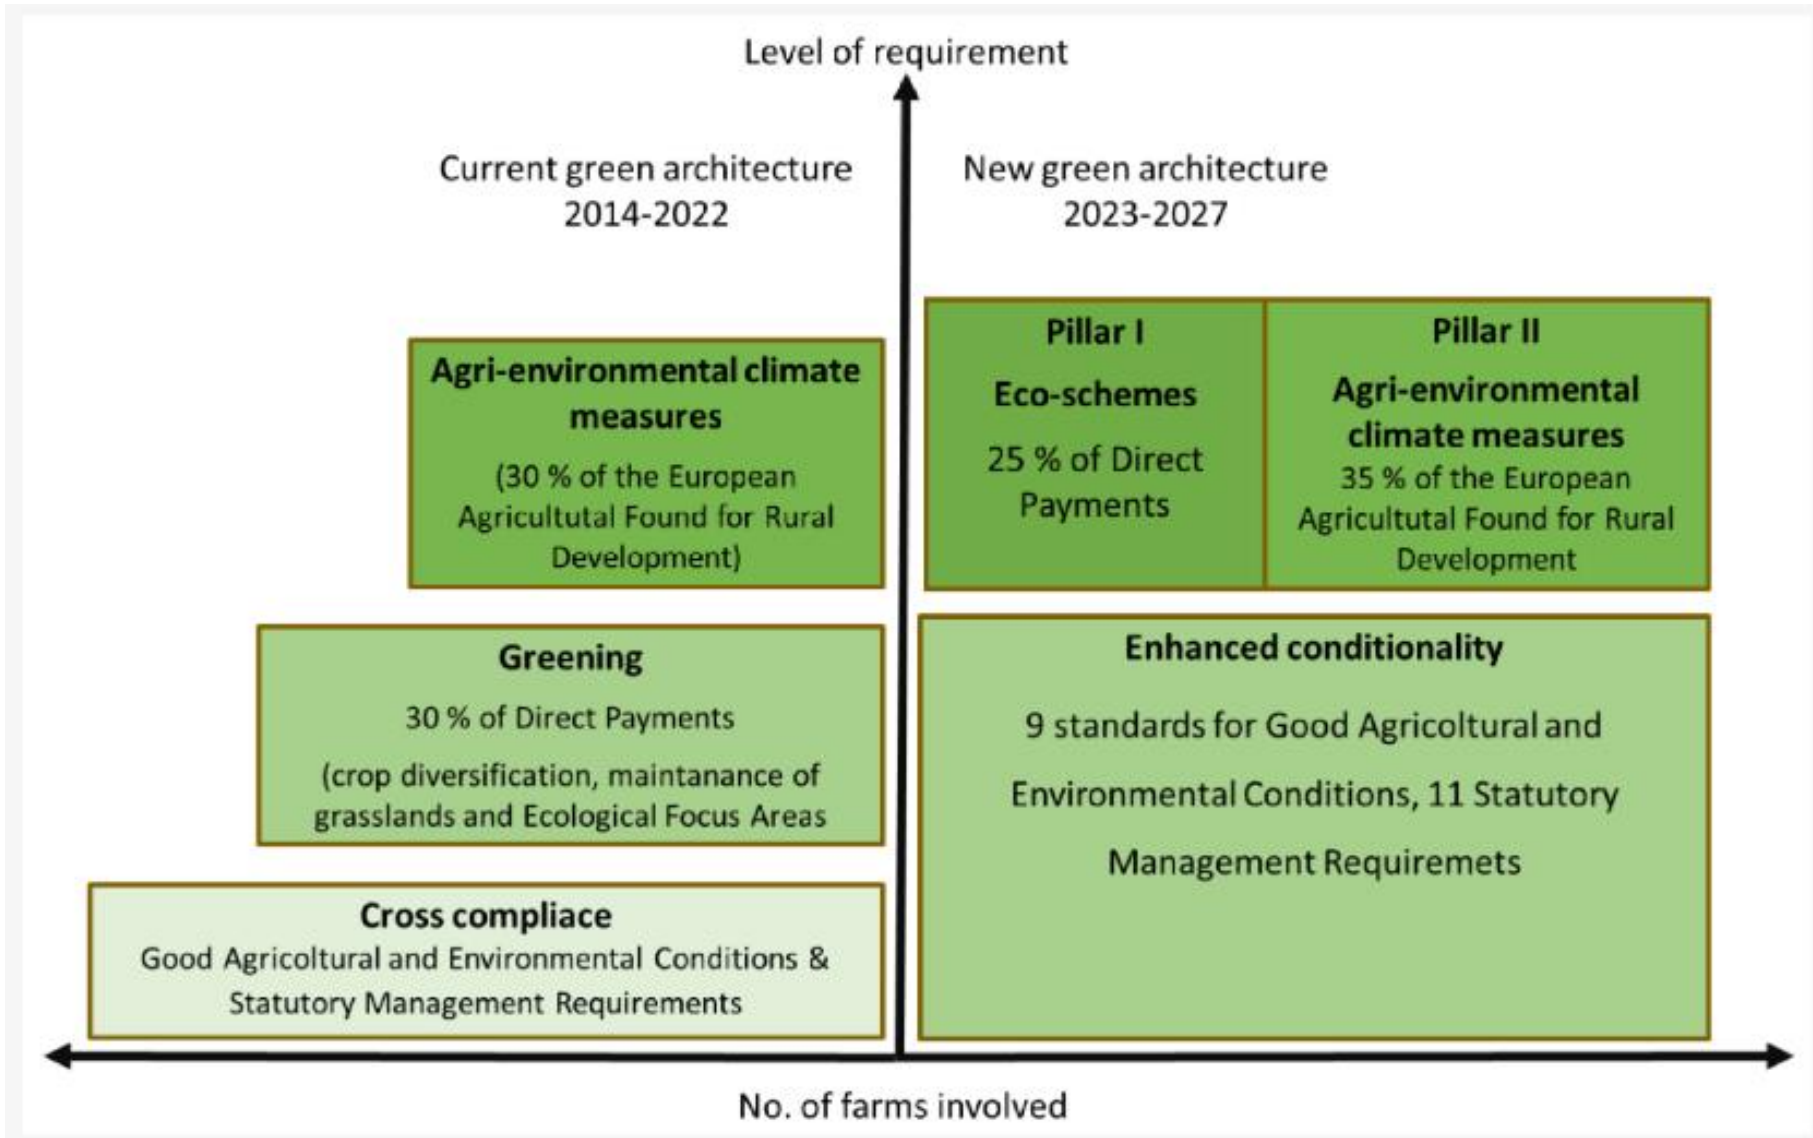 Level of requirement
Current green architecture
2014-2022
New green architecture
2023-2027
Agri-environmental climate
measures
(30 % of the European
Agricultutal Found for Rural
Development)
Greening
30 % of Direct Payments
(crop diversification, maintanance of
grasslands and Ecological Focus Areas
Cross compliace
Good Agricoltural and Environmental Conditions &
Statutory Management Requirements
Pillar I
Eco-schemes
25 % of Direct
Payments
Pillar II
Agri-environmental
climate measures
35 % of the European
Agricultutal Found for Rural
Development
Enhanced conditionality
9 standards for Good Agricoltural and
Environmental Conditions, 11 Statutory
Management Requiremets
No. of farms involved